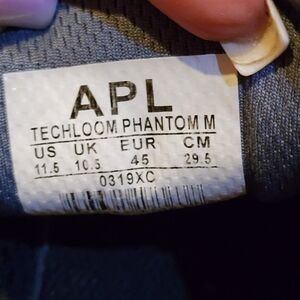 APL
TECHLOOM PHANTOM M
US UK EUR CM
11.5 10.5 45 29.5
0319XC